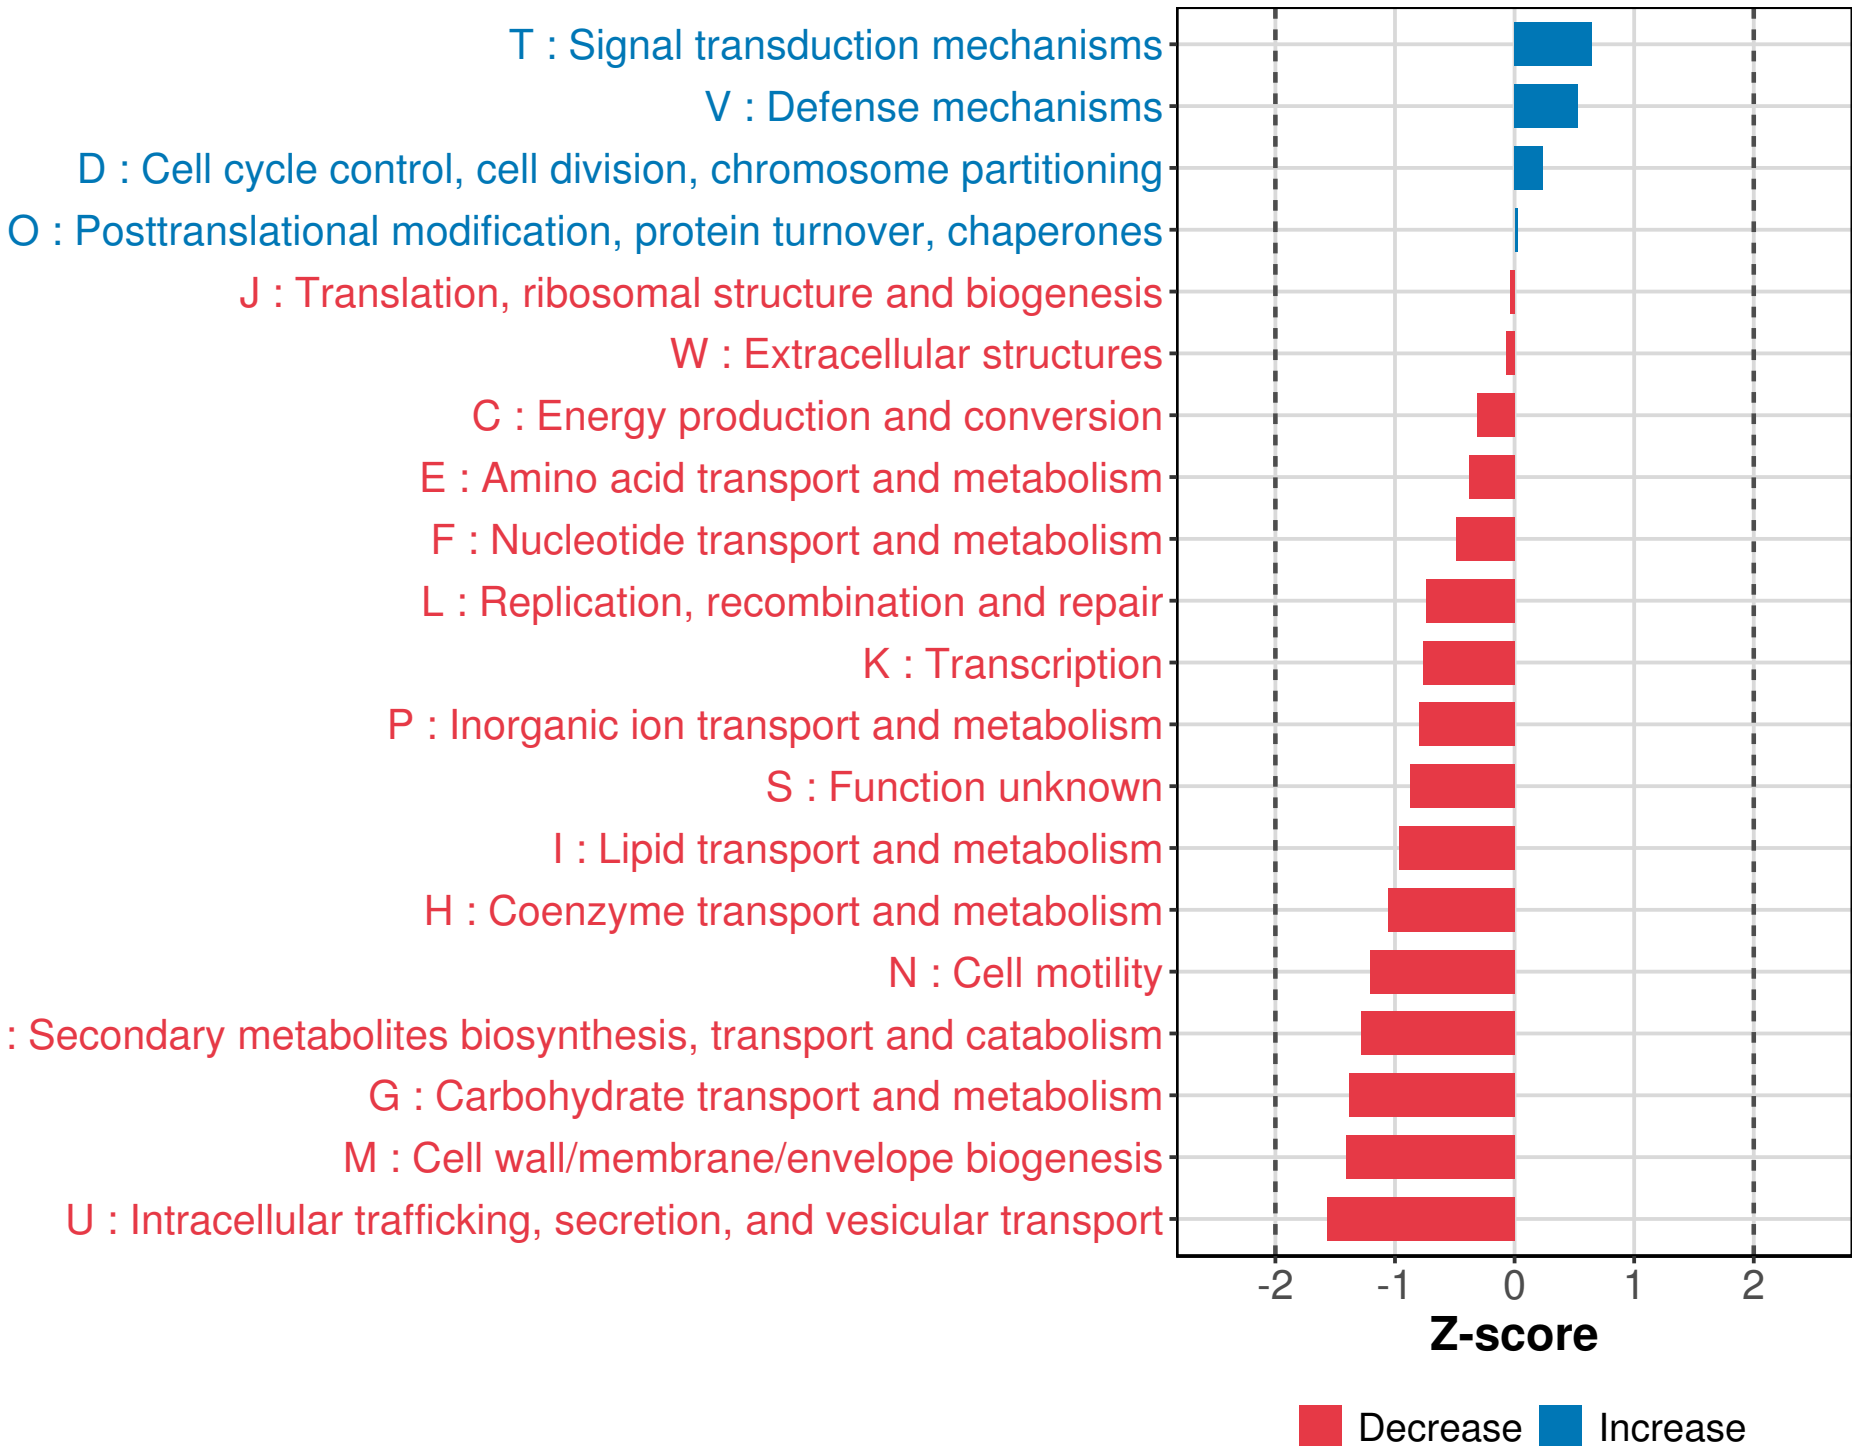 T : Signal transduction mechanisms
V : Defense mechanisms
D : Cell cycle control, cell division, chromosome partitioning
O : Posttranslational modification, protein turnover, chaperones
J : Translation, ribosomal structure and biogenesis
W : Extracellular structures
C : Energy production and conversion
E : Amino acid transport and metabolism
F : Nucleotide transport and metabolism
L : Replication, recombination and repair
K : Transcription
P : Inorganic ion transport and metabolism
S : Function unknown
I : Lipid transport and metabolism
H : Coenzyme transport and metabolism
N : Cell motility
: Secondary metabolites biosynthesis, transport and catabolism
G : Carbohydrate transport and metabolism
M : Cell wall/membrane/envelope biogenesis
U : Intracellular trafficking, secretion, and vesicular transport
-2 -1 0 1 2
Z-score
Decrease Increase